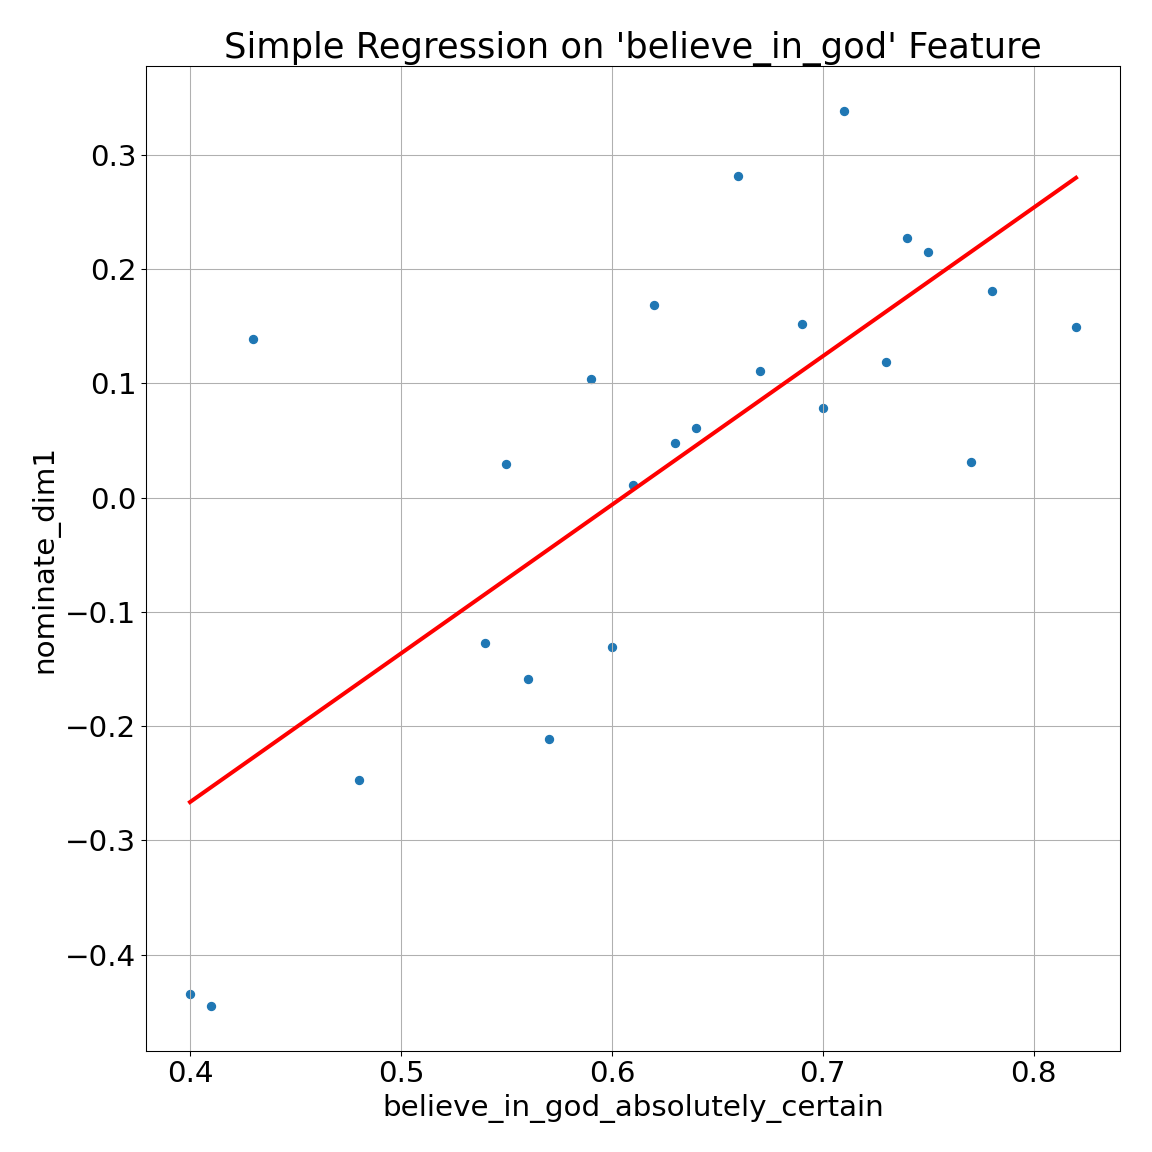 Simple Regression on 'believe_in_god' Feature
0.3
0.2
0.1
0.0
−0.1
−0.2
−0.3
−0.4
nominate_dim1
0.4 0.5 0.6 0.7 0.8
believe_in_god_absolutely_certain